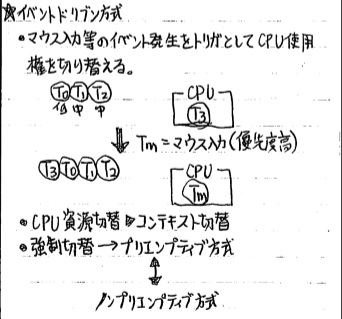 ☆イベントドリブン方式
•マウス入力等のイベント発生をトリガとしてCPU使用
権を切り替える。
T0 T1 T2 CPU
低 中 中 T3
Tm=マウス入力(優先度高)
T3 T0 T1 T2 CPU
Tm
•CPU資源切替 コンテキスト切替
•強制切替→プリエンプティブ方式
ノンプリエンプティブ方式